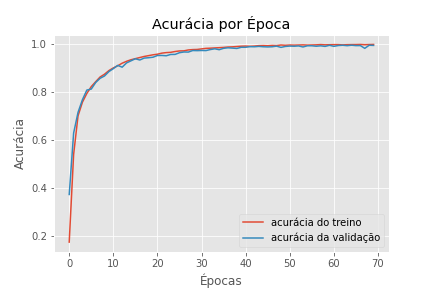 Acurácia por Época
Acurácia
1.0
0.8
0.6
0.4
0.2
0
10
20
30
40
50
60
70
Épocas
acurácia do treino
acurácia da validação